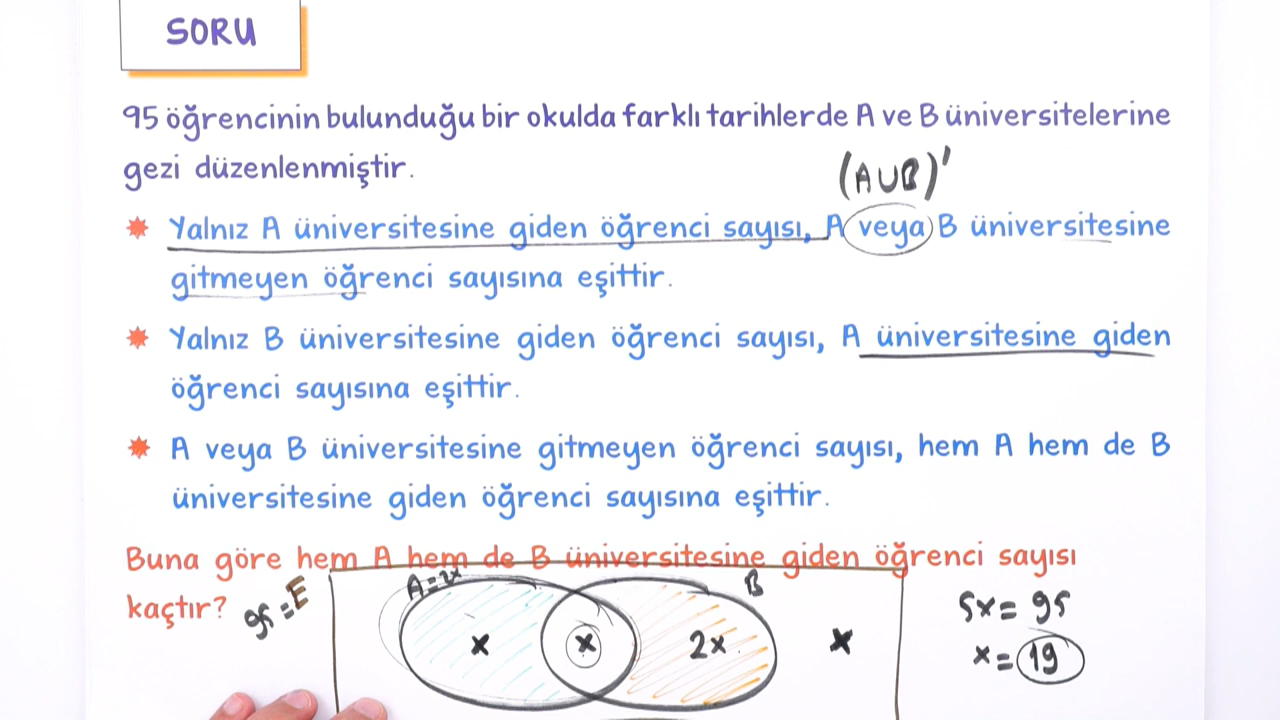 SORU
95 öğrencinin bulunduğu bir okulda farklı tarihlerde A ve B üniversitelerine
gezi düzenlenmiştir.
(A∪B)'
Yalnız A üniversitesine giden öğrenci sayısı, A veya B üniversitesine
gitmeyen öğrenci sayısına eşittir.
Yalnız B üniversitesine giden öğrenci sayısı, A üniversitesine giden
öğrenci sayısına eşittir.
A veya B üniversitesine gitmeyen öğrenci sayısı, hem A hem de B
üniversitesine giden öğrenci sayısına eşittir.
Buna göre hem A hem de B üniversitesine giden öğrenci sayısı
kaçtır?
95=E
A=2x
B
x
x
2x
x
5x=95
x=19